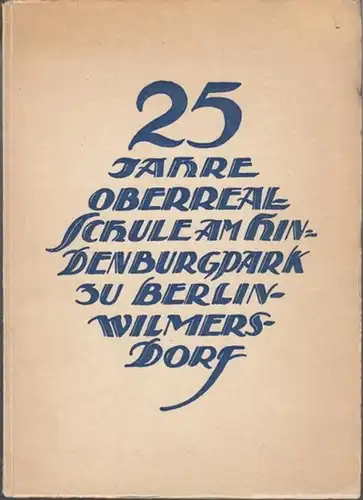 25
JAHRE
OBERREAL-
SCHULE AM HIN-
DENBURGPARK
ZU BERLIN-
WILMERS-
DORF